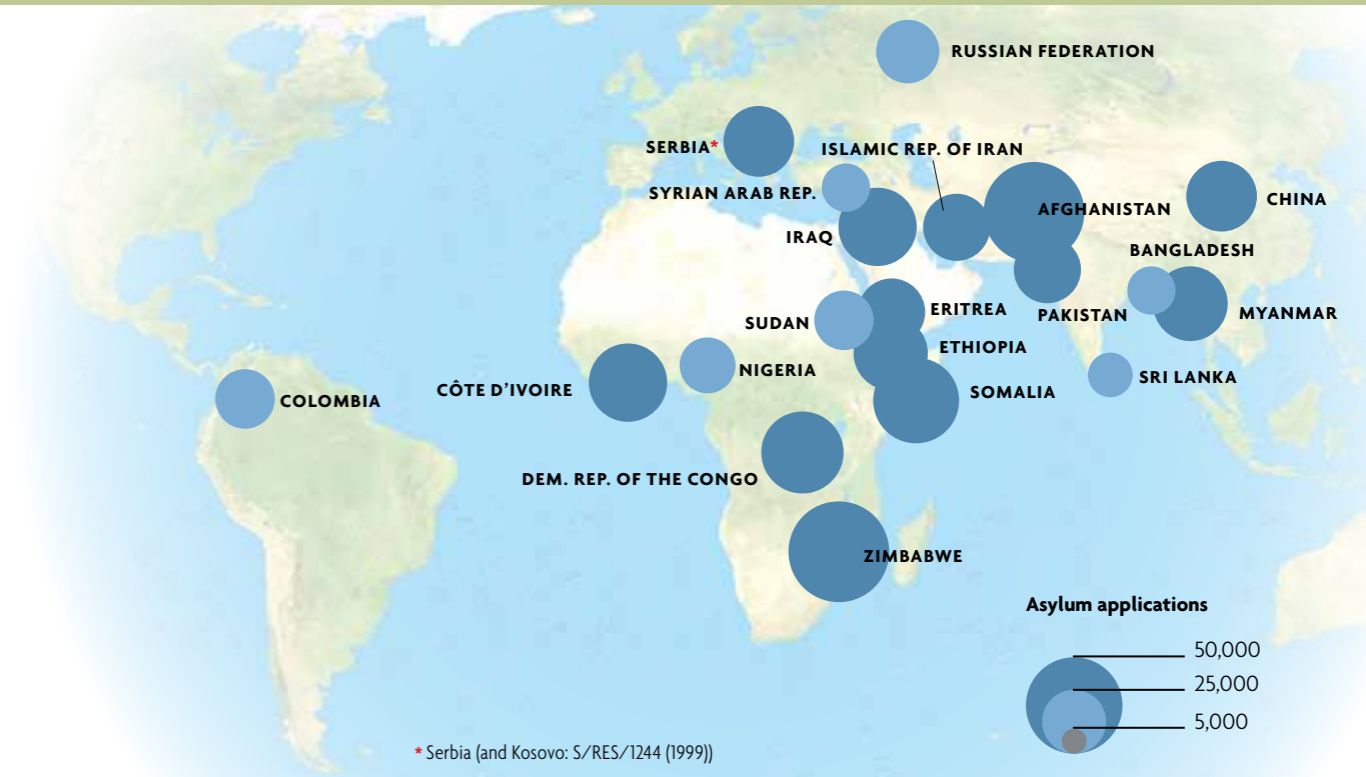 RUSSIAN FEDERATION
SERBIA*
ISLAMIC REP. OF IRAN
SYRIAN ARAB REP.
AFGHANISTAN
CHINA
IRAQ
BANGLADESH
ERITREA
PAKISTAN
MYANMAR
SUDAN
ETHIOPIA
NIGERIA
SRI LANKA
CÔTE D’IVOIRE
SOMALIA
COLOMBIA
DEM. REP. OF THE CONGO
ZIMBABWE
Asylum applications
50,000
25,000
5,000
* Serbia (and Kosovo: S/RES/1244 (1999))